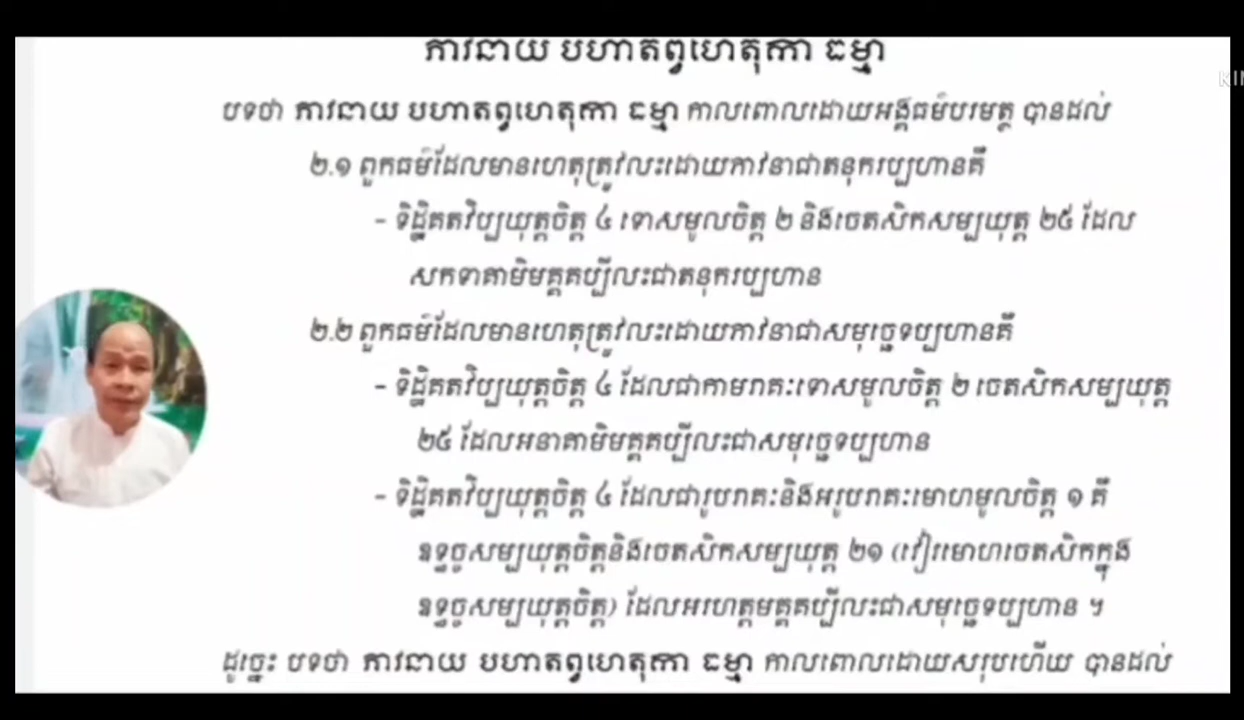 ភាវនាយ បហាតព្វហេតុកា ធម្មា
បទថា ភាវនាយ បហាតព្វហេតុកា ធម្មា កាលពោលដោយអង្គធម៌បរមត្ថ បានដល់
២.១ ពួកធម៌ដែលមានហេតុត្រូវលះដោយភាវនាជាតនុករប្បហានគឺ
- ទិដ្ឋិគតវិប្បយុត្តចិត្ត ៤ ទោសមូលចិត្ត ២ និងចេតសិកសម្បយុត្ត ២៥ ដែល
សកទាគាមិមគ្គគប្បីលះជាតនុករប្បហាន
២.២ ពួកធម៌ដែលមានហេតុត្រូវលះដោយភាវនាជាសមុច្ឆេទប្បហានគឺ
- ទិដ្ឋិគតវិប្បយុត្តចិត្ត ៤ ដែលជាកាមរាគៈទោសមូលចិត្ត ២ ចេតសិកសម្បយុត្ត
២៥ ដែលអនាគាមិមគ្គគប្បីលះជាសមុច្ឆេទប្បហាន
- ទិដ្ឋិគតវិប្បយុត្តចិត្ត ៤ ដែលជារូបរាគៈនិងអរូបរាគៈមោហមូលចិត្ត ១ គឺ
ឧទ្ធច្ចសម្បយុត្តចិត្តនិងចេតសិកសម្បយុត្ត ២១ (វៀរមោហចេតសិកក្នុង
ឧទ្ធច្ចសម្បយុត្តចិត្ត) ដែលអរហត្តមគ្គគប្បីលះជាសមុច្ឆេទប្បហាន ។
ដូច្នេះ បទថា ភាវនាយ បហាតព្វហេតុកា ធម្មា កាលពោលដោយសរុបហើយ បានដល់